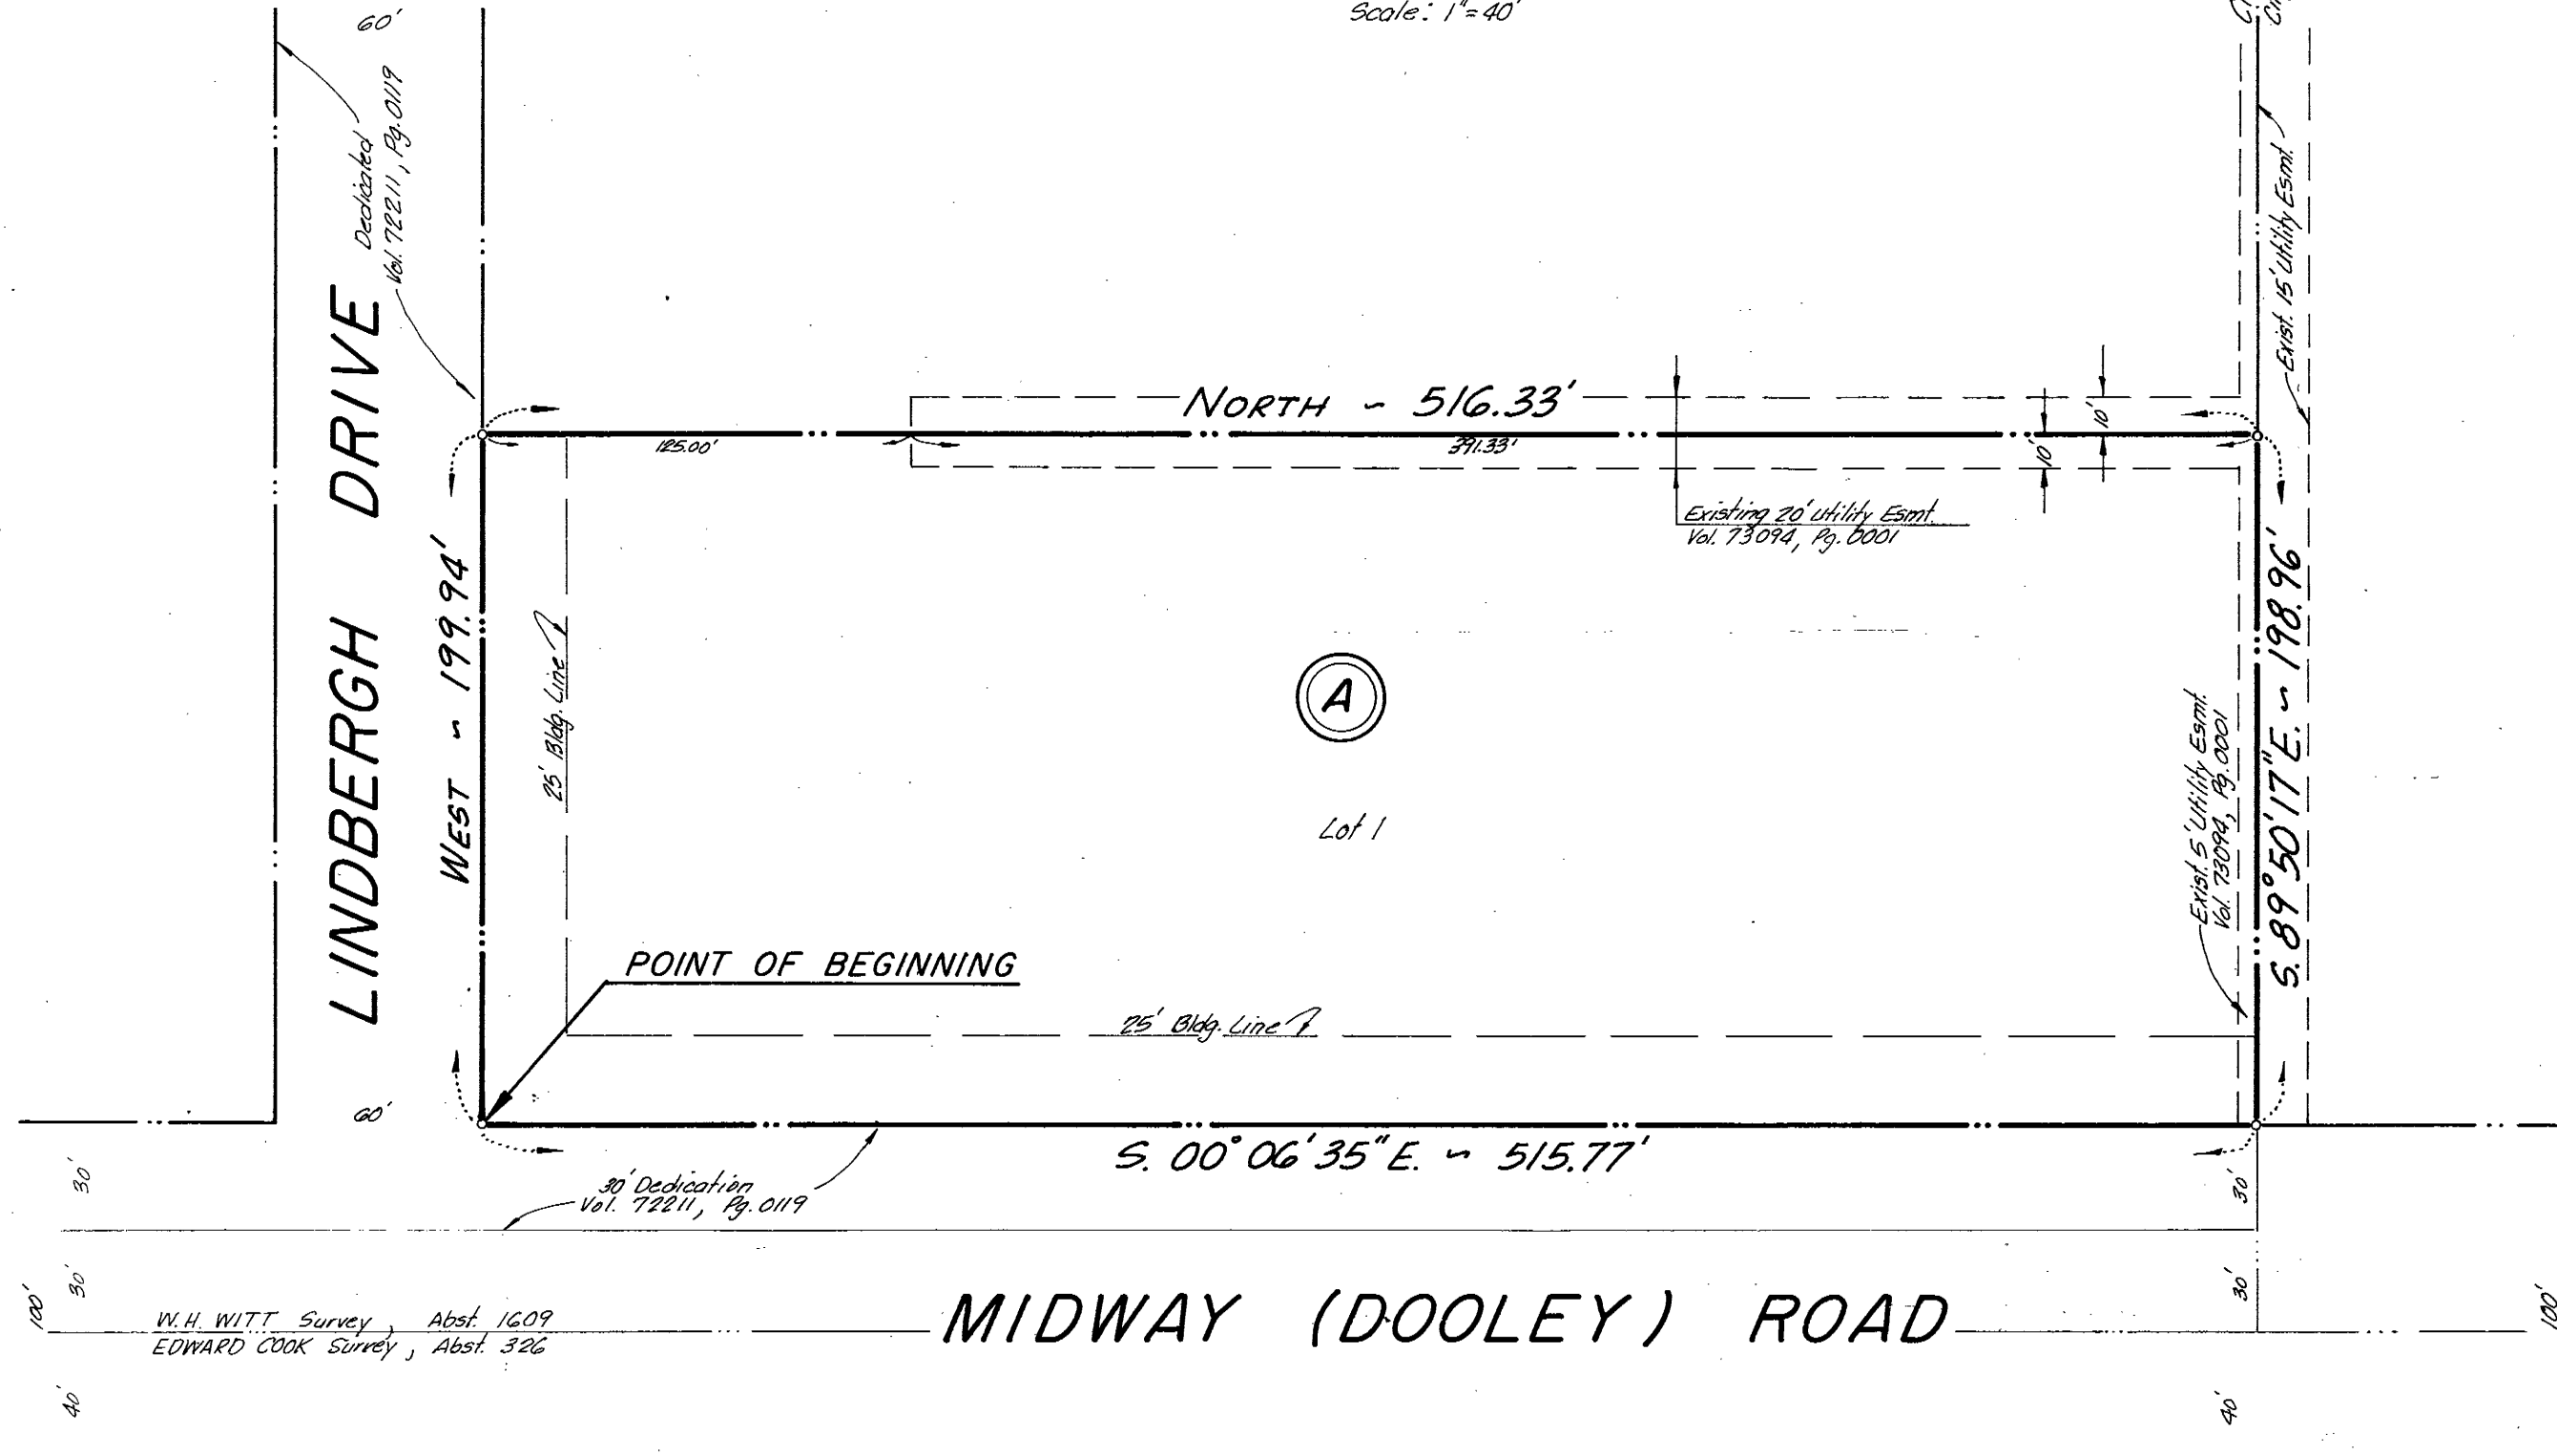 Scale: 1"=40'
60'
Dedicated
Vol. 72211, Pg. 0119
Exist. 15' Utility Esmt.
NORTH ~ 516.33'
125.00'
391.33'
10'
10'
Existing 20' Utility Esmt.
Vol. 73094, Pg. 0001
LINDBERGH DRIVE
WEST ~ 199.94'
25' Bldg. Line
A
Lot 1
Exist. 5' Utility Esmt.
Vol. 73094, Pg. 0001
S. 89° 50' 17" E. ~ 198.96'
POINT OF BEGINNING
25' Bldg. Line
60'
S. 00° 06' 35" E. ~ 515.77'
30'
30' Dedication
Vol. 72211, Pg. 0119
30'
30'
30'
100'
100'
W.H. WITT Survey, Abst. 1609
EDWARD COOK Survey, Abst. 326
MIDWAY (DOOLEY) ROAD
40'
40'